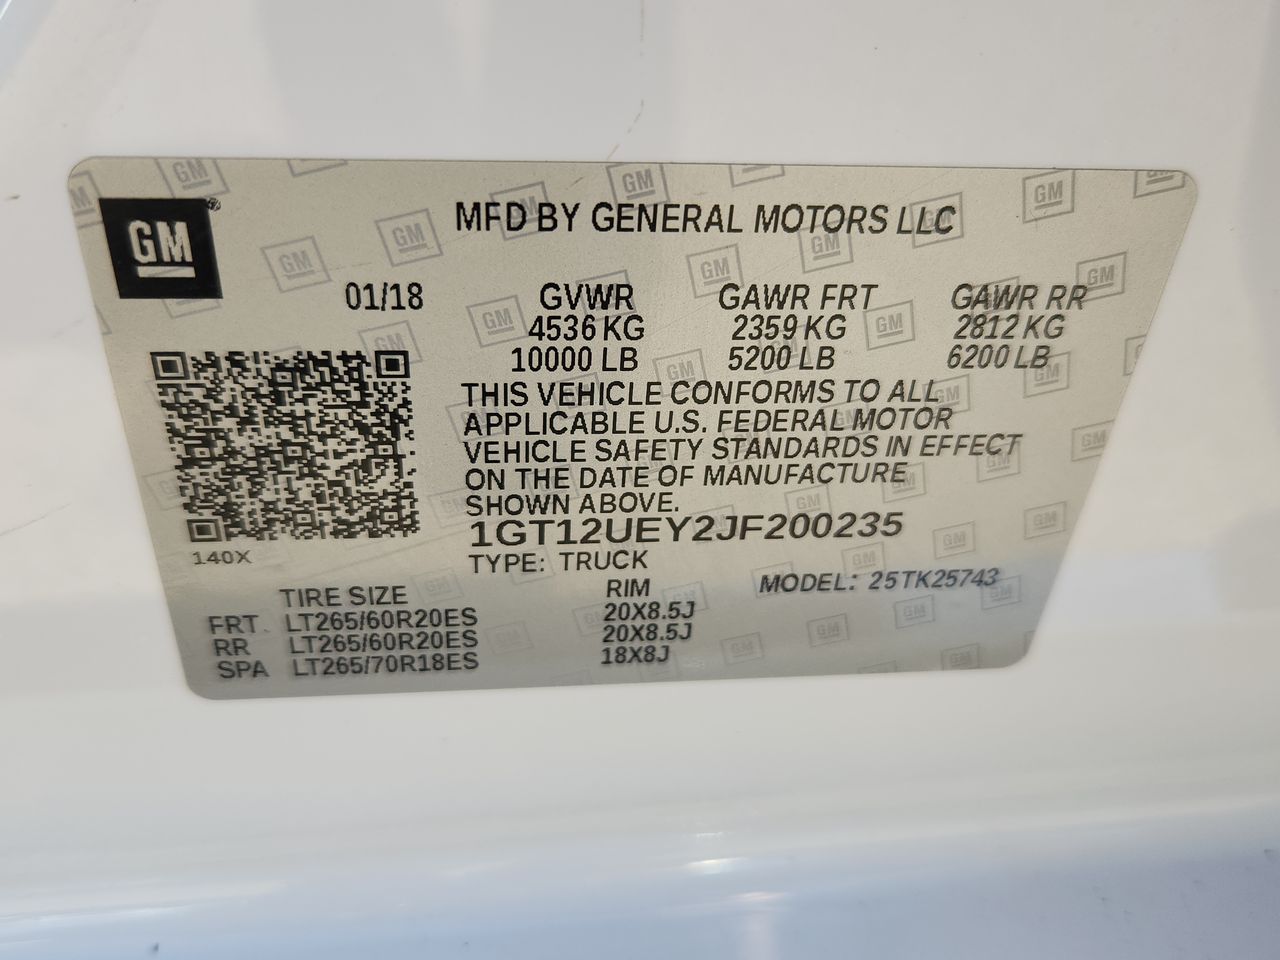 GM
MFD BY GENERAL MOTORS LLC
01/18 GVWR GAWR FRT GAWR RR
4536 KG 2359 KG 2812 KG
10000 LB 5200 LB 6200 LB
THIS VEHICLE CONFORMS TO ALL
APPLICABLE U.S. FEDERAL MOTOR
VEHICLE SAFETY STANDARDS IN EFFECT
ON THE DATE OF MANUFACTURE
SHOWN ABOVE.
1GT12UEY2JF200235
140X
TYPE: TRUCK
MODEL: 25TK25743
TIRE SIZE RIM
FRT LT265/60R20ES 20X8.5J
RR LT265/60R20ES 20X8.5J
SPA LT265/70R18ES 18X8J